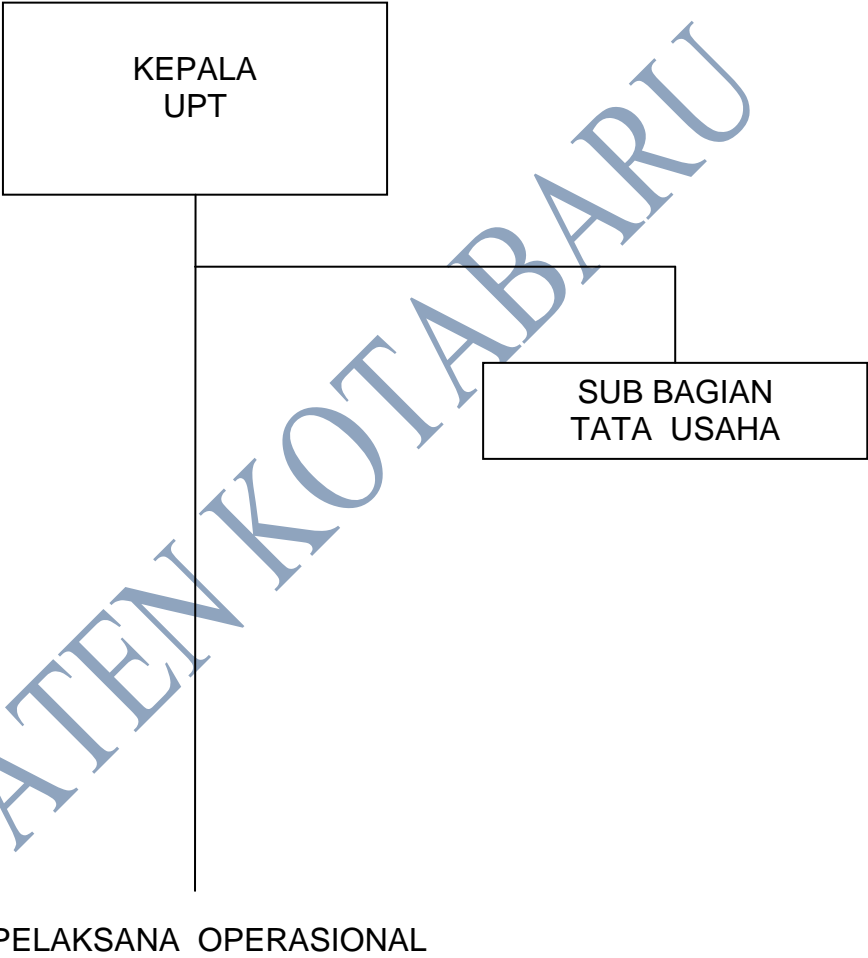 KEPALA
UPT
SUB BAGIAN
TATA USAHA
ATEN KOTABARU
PELAKSANA OPERASIONAL